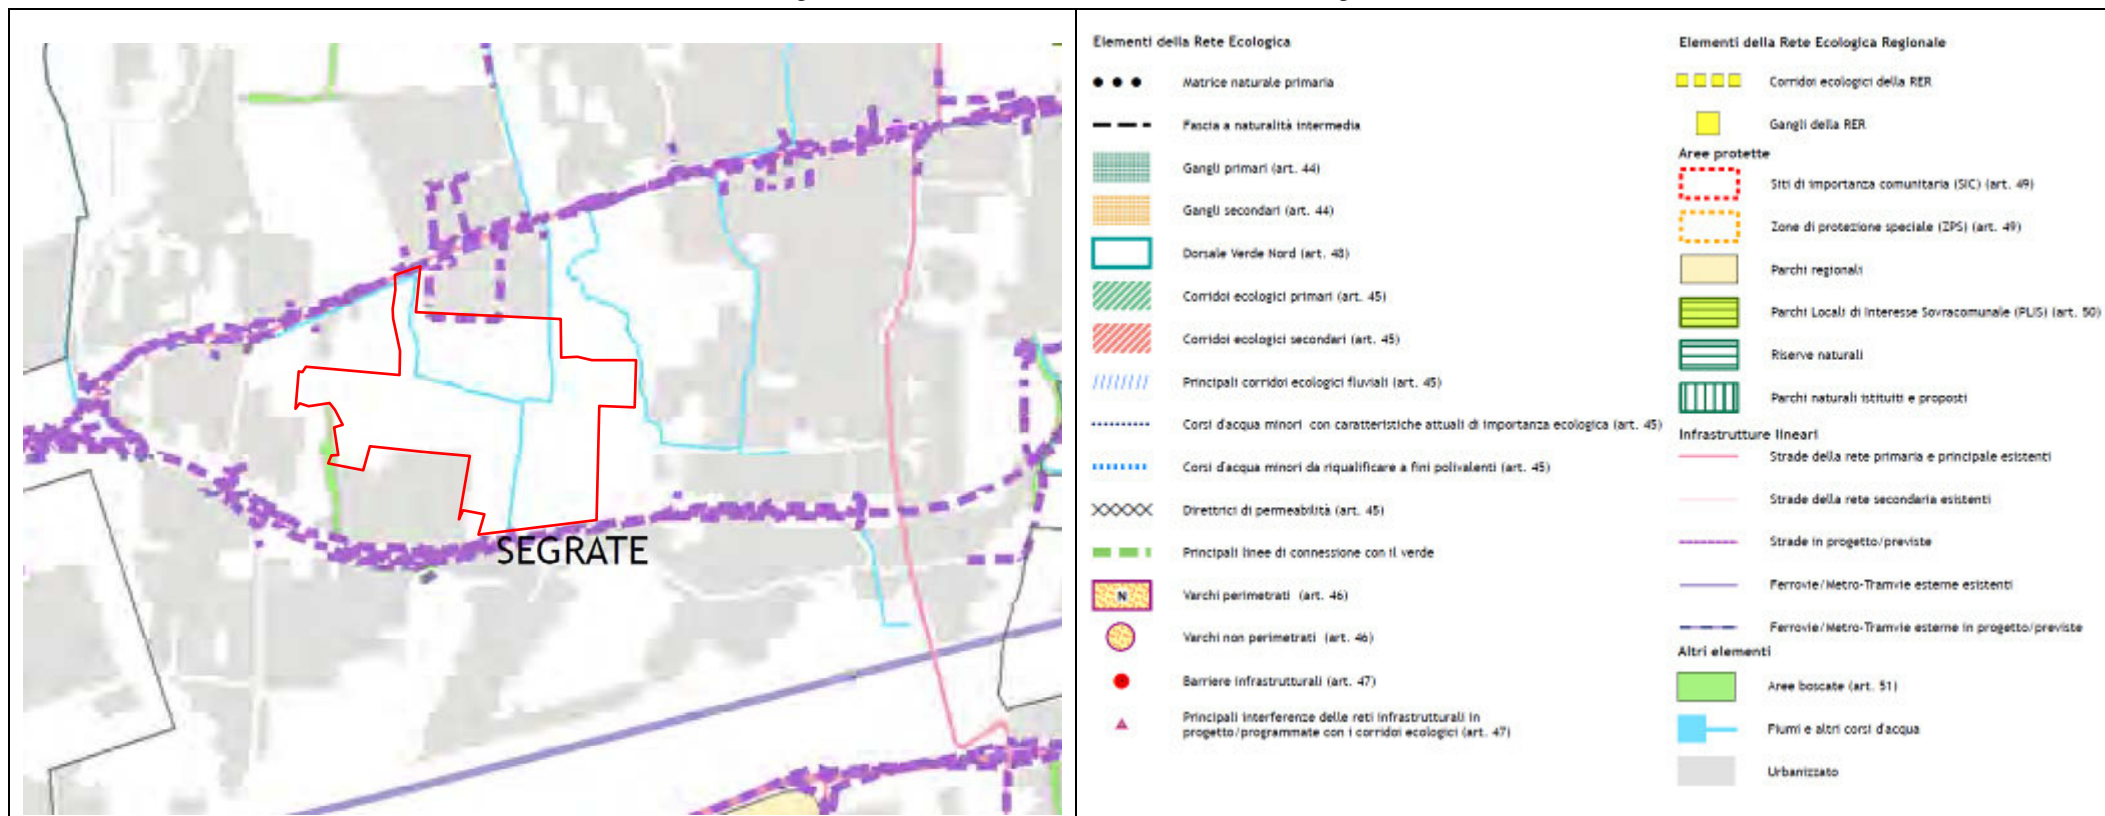 SEGRATE
Elementi della Rete Ecologica
Matrice naturale primaria
Fascia a naturalità intermedia
Gangli primari (art. 44)
Gangli secondari (art. 44)
Dorsale Verde Nord (art. 48)
Corridoi ecologici primari (art. 45)
Corridoi ecologici secondari (art. 45)
Principali corridoi ecologici fluviali (art. 45)
Corsi d'acqua minori con caratteristiche attuali di importanza ecologica (art. 45)
Corsi d'acqua minori da riqualificare a fini polivalenti (art. 45)
Direttrici di permeabilità (art. 45)
Principali linee di connessione con il verde
N
Varchi perimetrati (art. 46)
Varchi non perimetrati (art. 46)
Barriere infrastrutturali (art. 47)
Principali interferenze delle reti infrastrutturali in
progetto/programmate con i corridoi ecologici (art. 47)
Elementi della Rete Ecologica Regionale
Corridoi ecologici della RER
Gangli della RER
Aree protette
Siti di importanza comunitaria (SIC) (art. 49)
Zone di protezione speciale (ZPS) (art. 49)
Parchi regionali
Parchi Locali di Interesse Sovracomunale (PLIS) (art. 50)
Riserve naturali
Parchi naturali istituiti e proposti
Infrastrutture lineari
Strade della rete primaria e principale esistenti
Strade della rete secondaria esistenti
Strade in progetto/previste
Ferrovie/Metro-Tramvie esterne esistenti
Ferrovie/Metro-Tramvie esterne in progetto/previste
Altri elementi
Aree boscate (art. 51)
Fiumi e altri corsi d'acqua
Urbanizzato